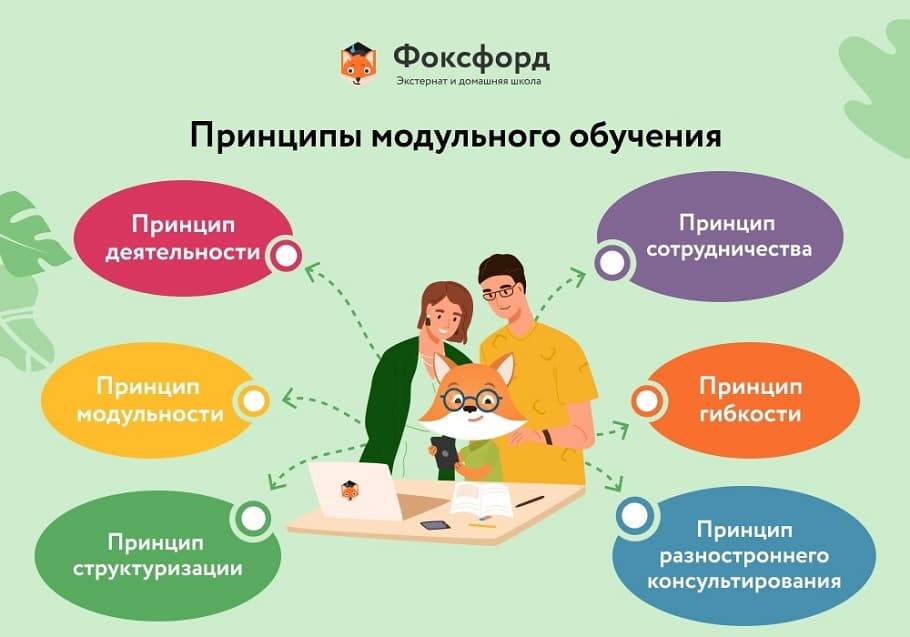 Фоксфорд
Экстернат и домашняя школа
Принципы модульного обучения
Принцип
деятельности
Принцип
сотрудничества
Принцип
модульности
Принцип
гибкости
Принцип
структуризации
Принцип
разностроннего
консультирования